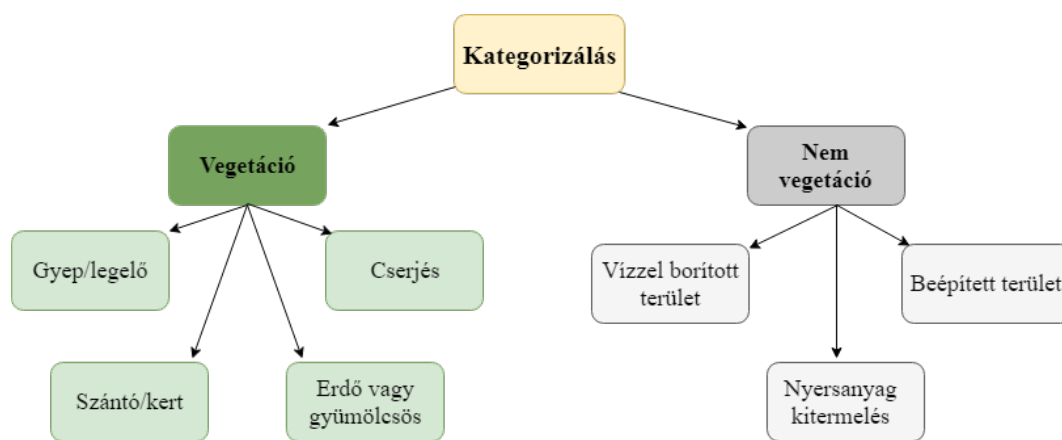 Kategorizálás
Vegetáció
Nem
vegetáció
Gyep/legelő
Cserjés
Vízzel borított
terület
Beépített terület
Szántó/kert
Erdő vagy
gyümölcsös
Nyersanyag
kitermelés